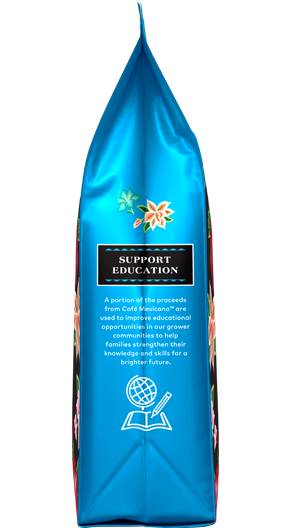 SUPPORT
EDUCATION
A portion of the proceeds
from Café Mexicano™ are
used to improve educational
opportunities in our grower
communities to help
families strengthen their
knowledge and skills for a
brighter future.